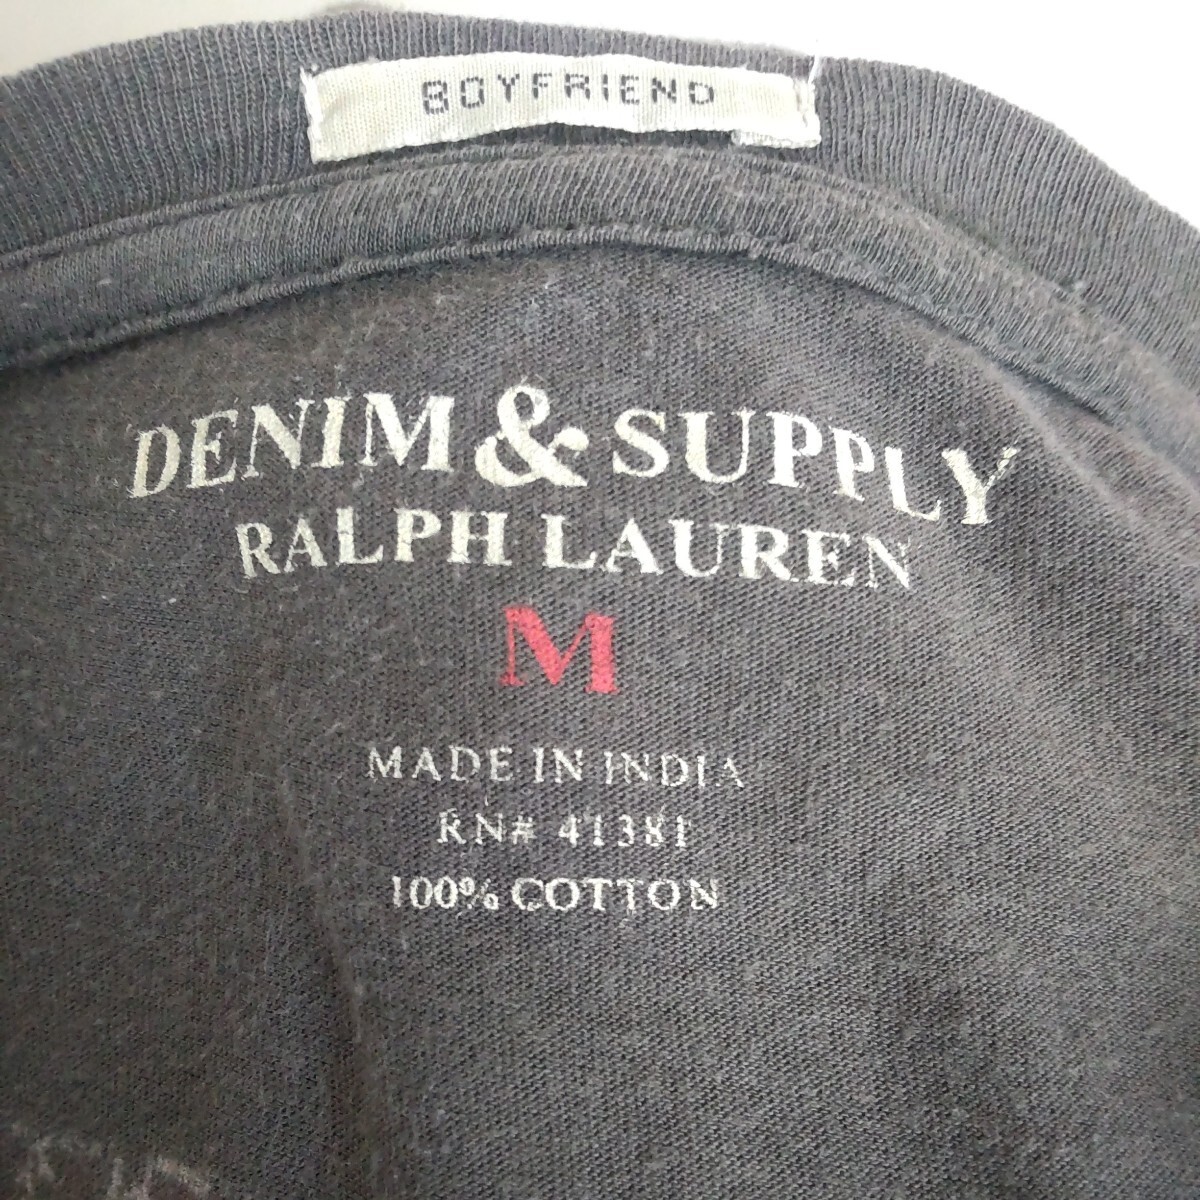 BOYFRIEND
DENIM & SUPPLY
RALPH LAUREN
M
MADE IN INDIA
RN# 41381
100% COTTON